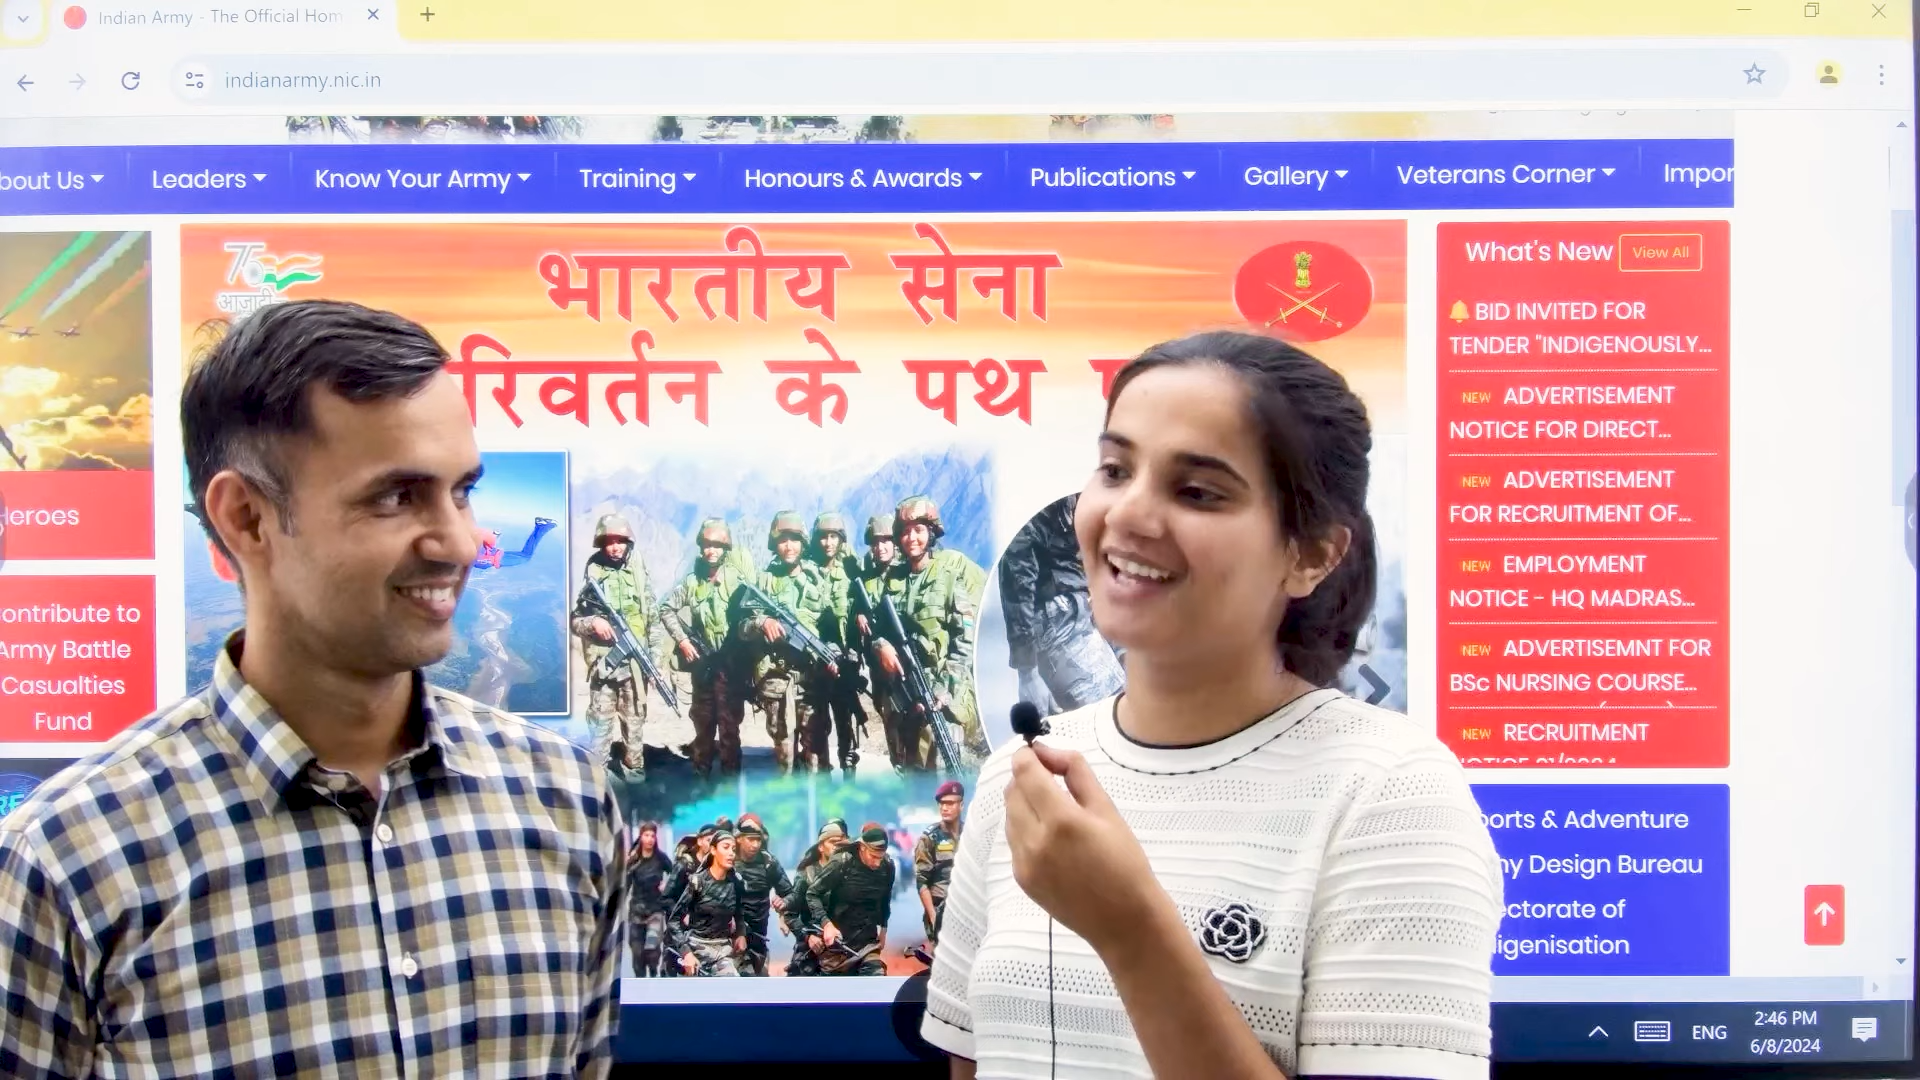 Indian Army - The Official Hom
indianarmy.nic.in
bout Us
Leaders
Know Your Army
Training
Honours & Awards
Publications
Gallery
Veterans Corner
Impor
75
आज़ादी
भारतीय सेना
रिवर्तन के पथ
What's New View All
BID INVITED FOR
TENDER "INDIGENOUSLY...
NEW ADVERTISEMENT
NOTICE FOR DIRECT...
NEW ADVERTISEMENT
FOR RECRUITMENT OF...
NEW EMPLOYMENT
NOTICE - HQ MADRAS...
NEW ADVERTISEMNT FOR
BSc NURSING COURSE...
NEW RECRUITMENT
eroes
ontribute to
Army Battle
Casualties
Fund
orts & Adventure
my Design Bureau
ectorate of
igenisation
ENG
2:46 PM
6/8/2024